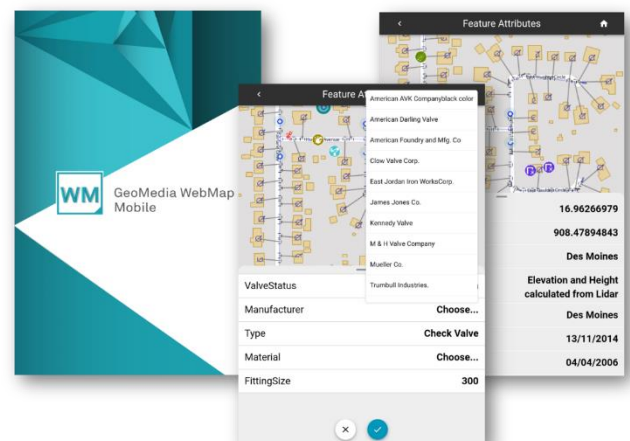 WM
GeoMedia WebMap
Mobile
Feature A
American AVK Companyblack color
American Darling Valve
American Foundry and Mfg. Co
Clow Valve Corp.
East Jordan Iron WorksCorp.
James Jones Co.
Kennedy Valve
M & H Valve Company
Mueller Co.
Trumbull Industries.
ValveStatus
Manufacturer
Choose...
Type
Check Valve
Material
Choose...
FittingSize
300
Feature Attributes
16.96266979
908.47894843
Des Moines
Elevation and Height
calculated from Lidar
Des Moines
13/11/2014
04/04/2006